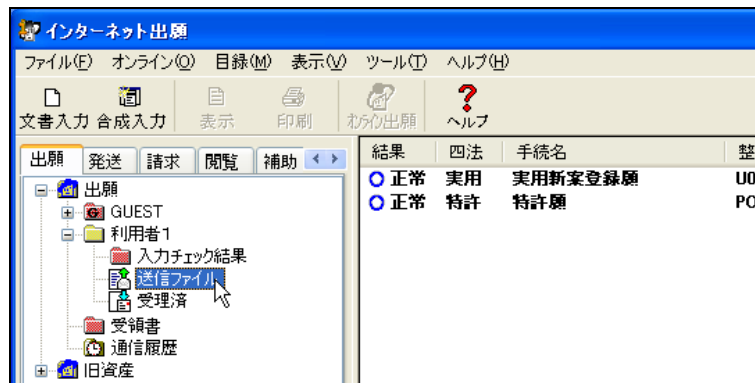 インターネット出願
ファイル(F) オンライン(O) 目録(M) 表示(V) ツール(T) ヘルプ(H)
文書入力 合成入力 表示 印刷 オンライン出願 ヘルプ
出願 発送 請求 閲覧 補助
結果 四法 手続名 整
出願
正常 実用 実用新案登録願 U0
GUEST
正常 特許 特許願 PO
利用者1
入力チェック結果
送信ファイル
受理済
受領書
通信履歴
旧資産